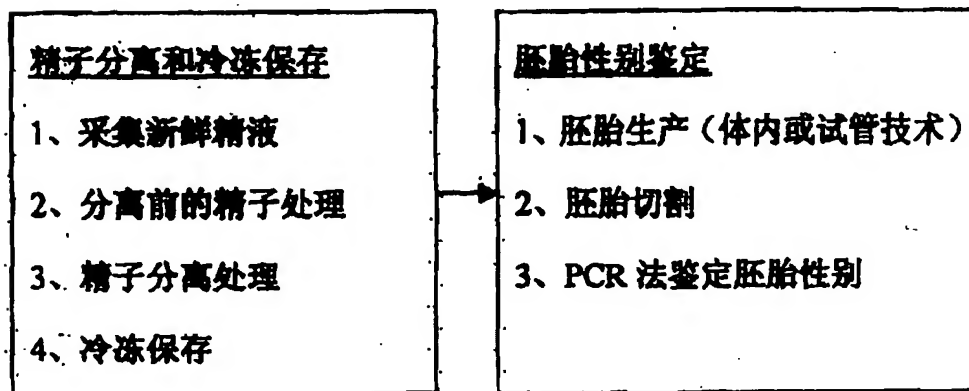 精子分离和冷冻保存
1、采集新鲜精液
2、分离前的精子处理
3、精子分离处理
4、冷冻保存
胚胎性别鉴定
1、胚胎生产（体内或试管技术）
2、胚胎切割
3、PCR 法鉴定胚胎性别